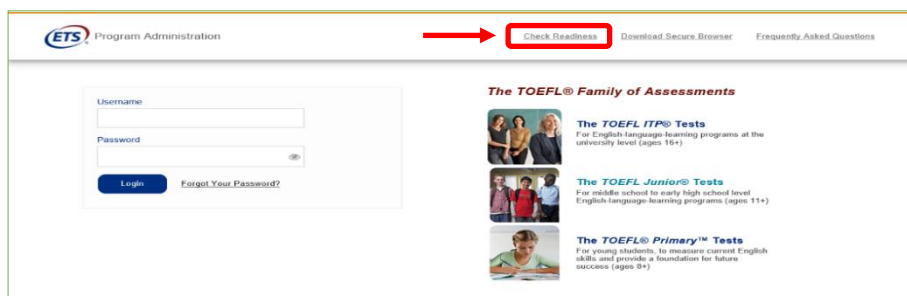 ETS® Program Administration
Check Readiness
Download Secure Browser
Frequently Asked Questions
Username
Password
Login
Forgot Your Password?
The TOEFL® Family of Assessments
The TOEFL ITP® Tests
For English-language-learning programs at the
university level (ages 16+)
The TOEFL Junior® Tests
For middle school to early high school level
English-language-learning programs (ages 11+)
The TOEFL® Primary™ Tests
For young students, to measure current English
skills and provide a foundation for future
success (ages 8+)